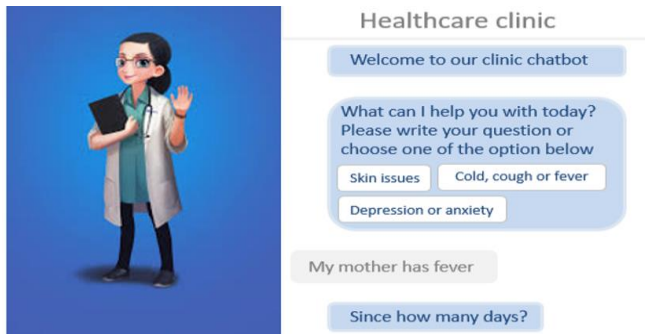 Healthcare clinic
Welcome to our clinic chatbot
What can I help you with today?
Please write your question or
choose one of the option below
Skin issues
Cold, cough or fever
Depression or anxiety
My mother has fever
Since how many days?